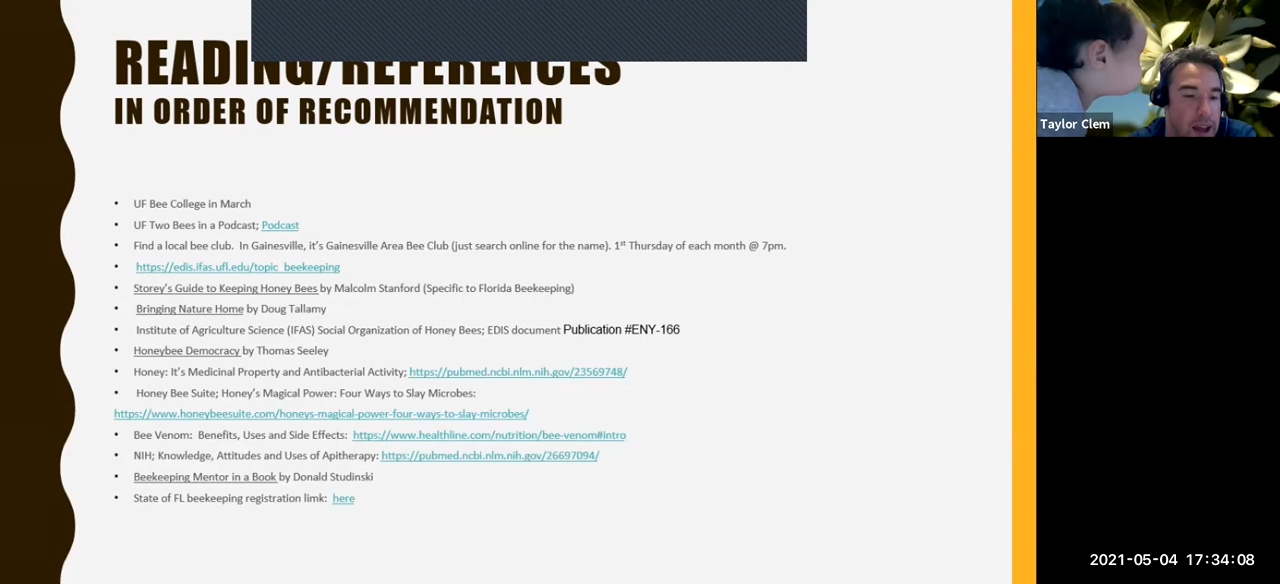 READING/REFERENCES
IN ORDER OF RECOMMENDATION
• UF Bee College in March
• UF Two Bees in a Podcast; Podcast
• Find a local bee club. In Gainesville, it's Gainesville Area Bee Club (just search online for the name). 1st Thursday of each month @ 7pm.
• https://edis.ifas.ufl.edu/topic_beekeeping
• Storey's Guide to Keeping Honey Bees by Malcolm Stanford (Specific to Florida Beekeeping)
• Bringing Nature Home by Doug Tallamy
• Institute of Agriculture Science (IFAS) Social Organization of Honey Bees; EDIS document Publication #ENY-166
• Honeybee Democracy by Thomas Seeley
• Honey: It's Medicinal Property and Antibacterial Activity; https://pubmed.ncbi.nlm.nih.gov/23569748/
• Honey Bee Suite; Honey's Magical Power: Four Ways to Slay Microbes:
https://www.honeybeesuite.com/honeys-magical-power-four-ways-to-slay-microbes/
• Bee Venom: Benefits, Uses and Side Effects: https://www.healthline.com/nutrition/bee-venom#intro
• NIH; Knowledge, Attitudes and Uses of Apitherapy: https://pubmed.ncbi.nlm.nih.gov/26697094/
• Beekeeping Mentor in a Book by Donald Studinski
• State of FL beekeeping registration limk: here
Taylor Clem
2021-05-04 17:34:08